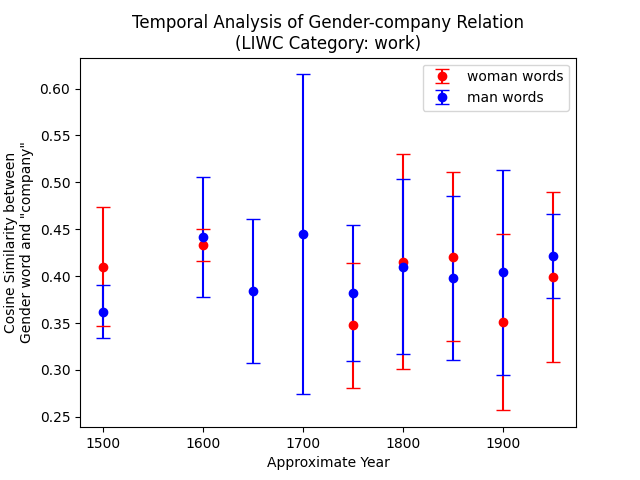 Temporal Analysis of Gender-company Relation
(LIWC Category: work)
woman words
man words
Cosine Similarity between
Gender word and "company"
0.60
0.55
0.50
0.45
0.40
0.35
0.30
0.25
1500
1600
1700
1800
1900
Approximate Year